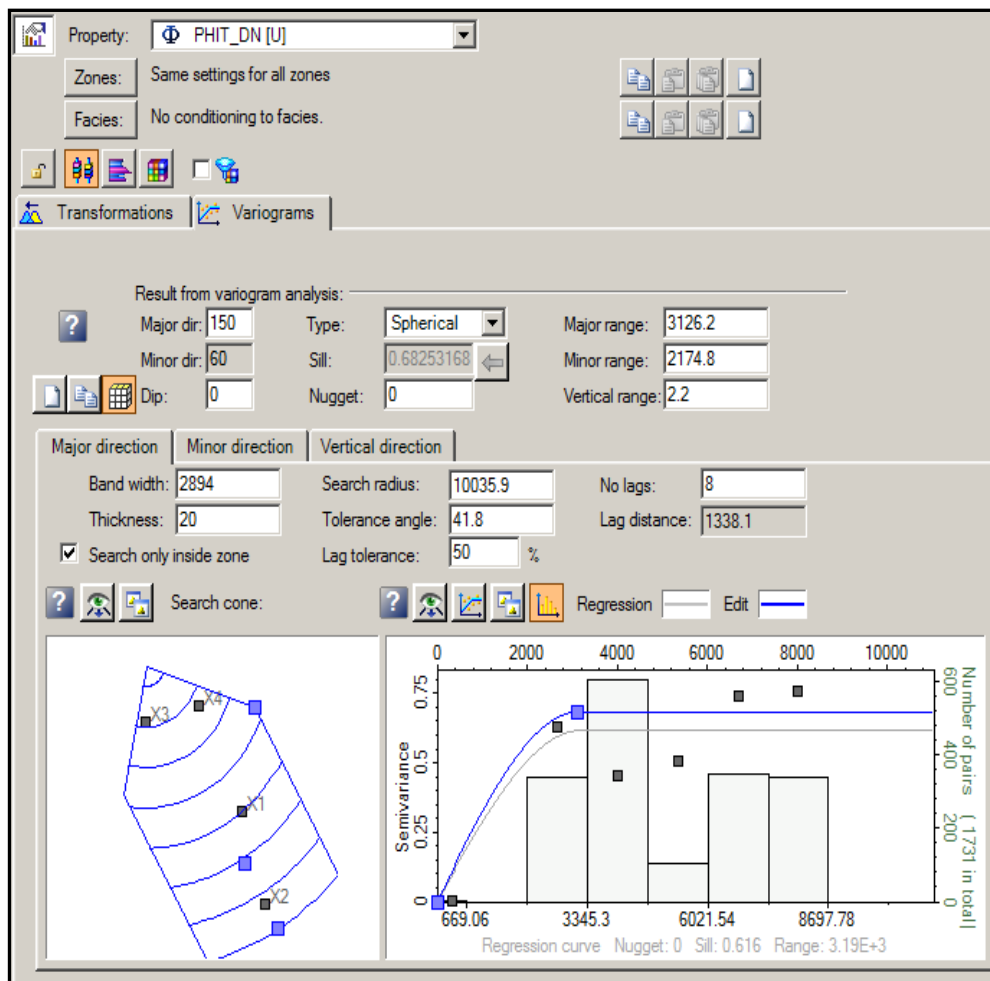 Property: Φ PHIT_DN [U]
Zones: Same settings for all zones
Facies: No conditioning to facies.
Transformations Variograms
Result from variogram analysis:
? Major dir: 150 Type: Spherical Major range: 3126.2
Minor dir: 60 Sill: 0.68253168 Minor range: 2174.8
Dip: 0 Nugget: 0 Vertical range: 2.2
Major direction Minor direction Vertical direction
Band width: 2894 Search radius: 10035.9 No lags: 8
Thickness: 20 Tolerance angle: 41.8 Lag distance: 1338.1
Search only inside zone Lag tolerance: 50 %
? Search cone: ? Regression Edit
X3
X4
X1
X2
0 2000 4000 6000 8000 10000
Semivariance
0.75
0.5
0.25
0
600
400
200
0
Number of pairs (1731 in total)
669.06 3345.3 6021.54 8697.78
Regression curve Nugget: 0 Sill: 0.616 Range: 3.19E+3